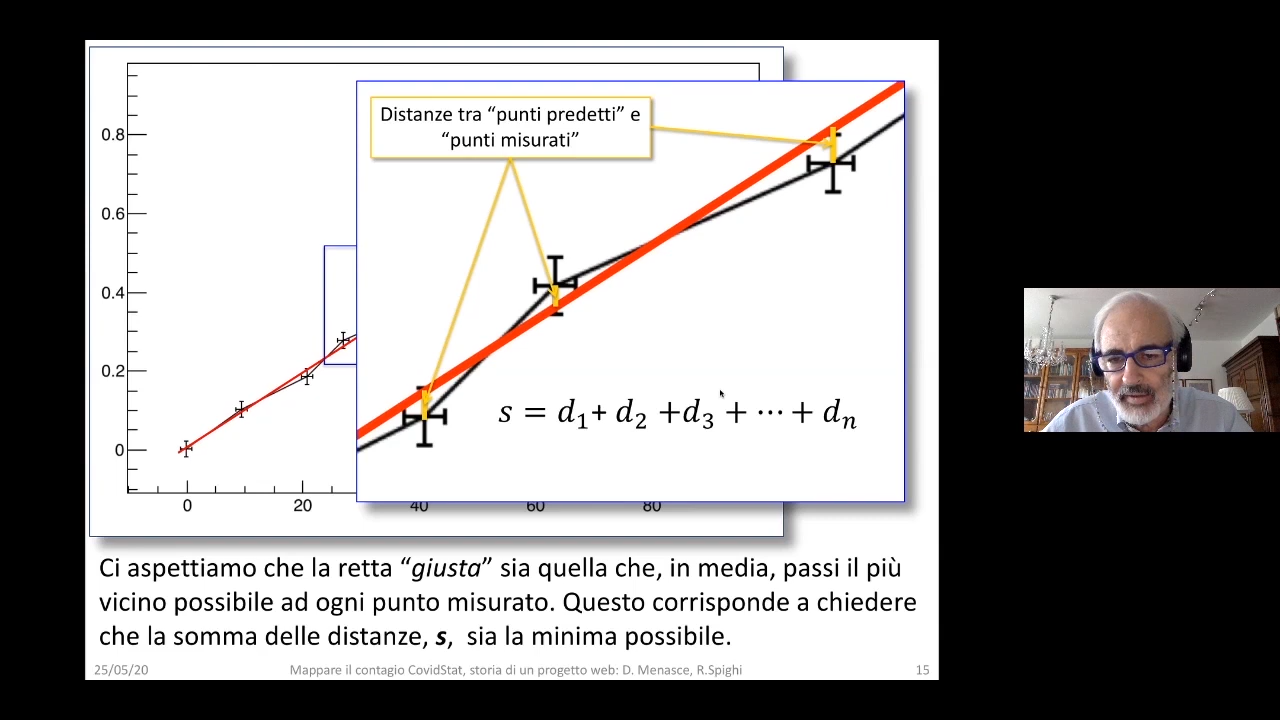 Distanze tra “punti predetti” e
“punti misurati”
0.8
0.6
0.4
0.2
0
0 20 40 60 80
s = d₁+ d₂ +d₃ + ⋯ + dₙ
Ci aspettiamo che la retta “giusta” sia quella che, in media, passi il più
vicino possibile ad ogni punto misurato. Questo corrisponde a chiedere
che la somma delle distanze, s, sia la minima possibile.
25/05/20 Mappare il contagio CovidStat, storia di un progetto web: D. Menasce, R.Spighi 15